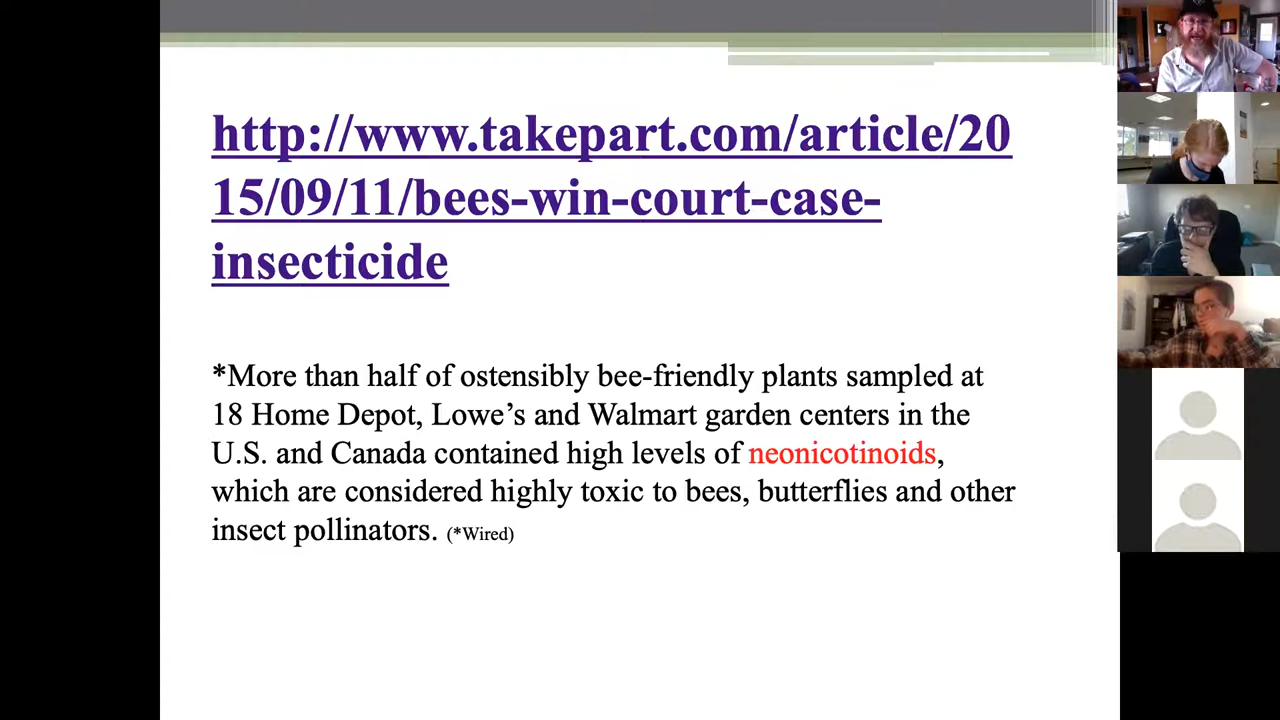 http://www.takepart.com/article/20
15/09/11/bees-win-court-case-
insecticide
*More than half of ostensibly bee-friendly plants sampled at
18 Home Depot, Lowe’s and Walmart garden centers in the
U.S. and Canada contained high levels of neonicotinoids,
which are considered highly toxic to bees, butterflies and other
insect pollinators. (*Wired)